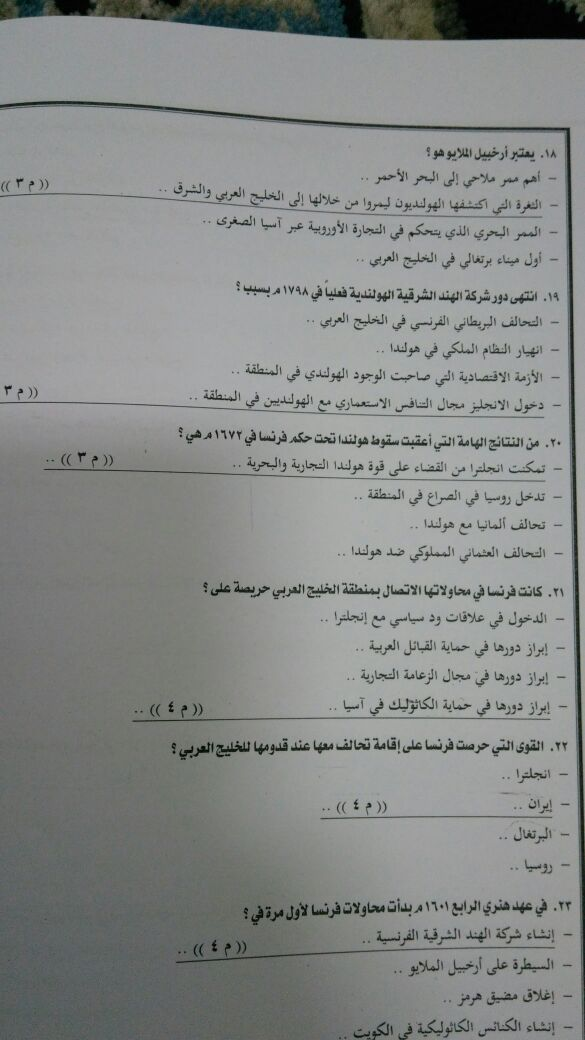 ١٨. يعتبر أرخبيل الملايو هو ؟
- أهم ممر ملاحي إلى البحر الأحمر ..
- الثغرة التي اكتشفها الهولنديون ليمروا من خلالها إلى الخليج العربي والشرق .. (( م ٣ ))
- الممر البحري الذي يتحكم في التجارة الأوروبية عبر آسيا الصغرى ..
- أول ميناء برتغالي في الخليج العربي ..
١٩. انتهى دور شركة الهند الشرقية الهولندية فعلياً في ١٧٩٨ م بسبب ؟
- التحالف البريطاني الفرنسي في الخليج العربي ..
- انهيار النظام الملكي في هولندا ..
- الأزمة الاقتصادية التي صاحبت الوجود الهولندي في المنطقة ..
- دخول الانجليز مجال التنافس الاستعماري مع الهولنديين في المنطقة .. (( م ٣
٢٠. من النتائج الهامة التي أعقبت سقوط هولندا تحت حكم فرنسا في ١٦٧٢ م هي ؟
- تمكنت انجلترا من القضاء على قوة هولندا التجارية والبحرية .. (( م ٣ )) ..
- تدخل روسيا في الصراع في المنطقة ..
- تحالف ألمانيا مع هولندا ..
- التحالف العثماني المملوكي ضد هولندا ..
٢١. كانت فرنسا في محاولاتها الاتصال بمنطقة الخليج العربي حريصة على ؟
- الدخول في علاقات ود سياسي مع إنجلترا ..
- إبراز دورها في حماية القبائل العربية ..
- إبراز دورها في مجال الزعامة التجارية ..
- إبراز دورها في حماية الكاثوليك في آسيا .. (( م ٤ )) ..
٢٢. القوى التي حرصت فرنسا على إقامة تحالف معها عند قدومها للخليج العربي ؟
- انجلترا ..
- إيران .. (( م ٤ )) ..
- البرتغال ..
- روسيا ..
٢٣. في عهد هنري الرابع ١٦٠١ م بدأت محاولات فرنسا لأول مرة في ؟
- إنشاء شركة الهند الشرقية الفرنسية .. (( م ٤ )) ..
- السيطرة على أرخبيل الملايو ..
- إغلاق مضيق هرمز ..
- إنشاء الكنائس الكاثوليكية في الكويت ..